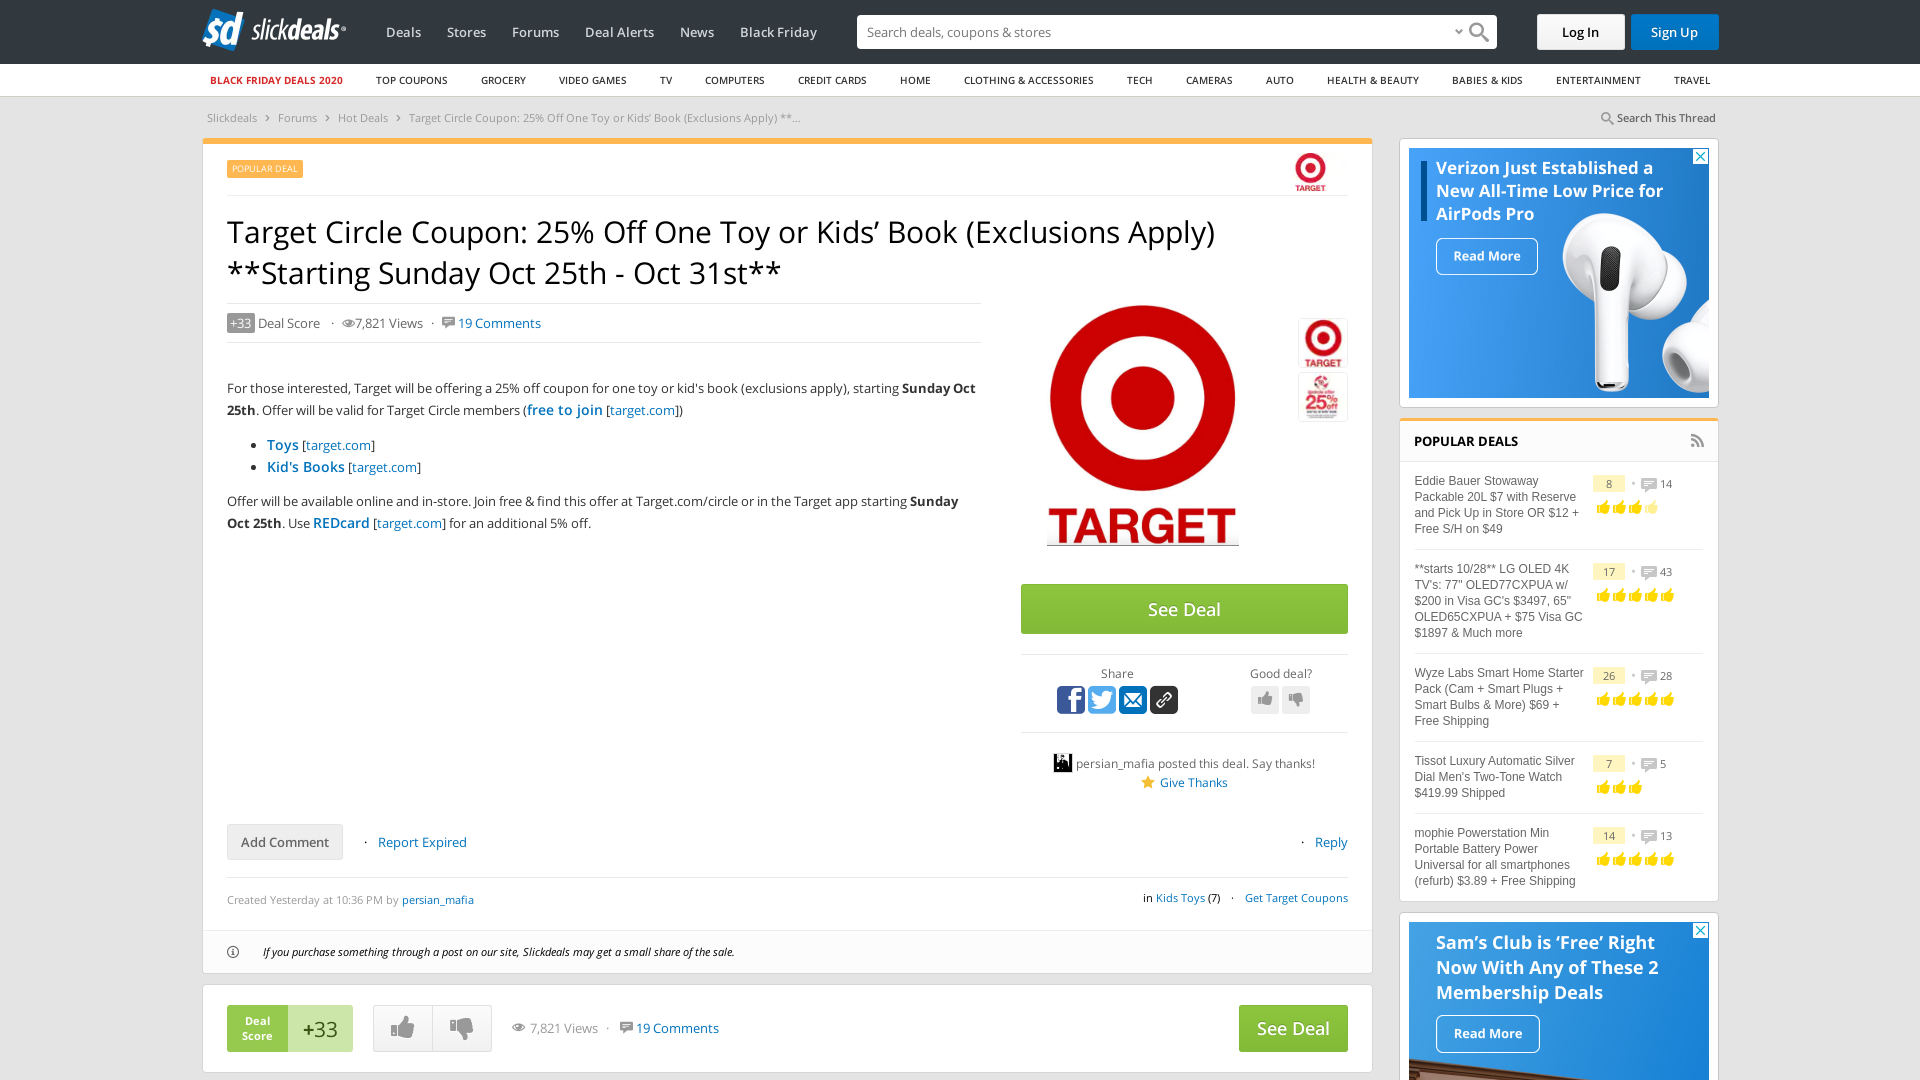 slickdeals
Deals
Stores
Forums
Deal Alerts
News
Black Friday
Search deals, coupons & stores
Log In
Sign Up
BLACK FRIDAY DEALS 2020
TOP COUPONS
GROCERY
VIDEO GAMES
TV
COMPUTERS
CREDIT CARDS
HOME
CLOTHING & ACCESSORIES
TECH
CAMERAS
AUTO
HEALTH & BEAUTY
BABIES & KIDS
ENTERTAINMENT
TRAVEL
Slickdeals › Forums › Hot Deals › Target Circle Coupon: 25% Off One Toy or Kids’ Book (Exclusions Apply) **...
Search This Thread
POPULAR DEAL
TARGET
Target Circle Coupon: 25% Off One Toy or Kids’ Book (Exclusions Apply)
**Starting Sunday Oct 25th - Oct 31st**
+33 Deal Score · 7,821 Views · 19 Comments
For those interested, Target will be offering a 25% off coupon for one toy or kid's book (exclusions apply), starting Sunday Oct
25th. Offer will be valid for Target Circle members (free to join [target.com])
Toys [target.com]
Kid's Books [target.com]
Offer will be available online and in-store. Join free & find this offer at Target.com/circle or in the Target app starting Sunday
Oct 25th. Use REDcard [target.com] for an additional 5% off.
TARGET
TARGET
25%
off
See Deal
Share
Good deal?
persian_mafia posted this deal. Say thanks!
Give Thanks
Add Comment · Report Expired
· Reply
Created Yesterday at 10:36 PM by persian_mafia
in Kids Toys (7) · Get Target Coupons
If you purchase something through a post on our site, Slickdeals may get a small share of the sale.
Deal
Score
+33
7,821 Views · 19 Comments
See Deal
Verizon Just Established a
New All-Time Low Price for
AirPods Pro
Read More
POPULAR DEALS
Eddie Bauer Stowaway
Packable 20L $7 with Reserve
and Pick Up in Store OR $12 +
Free S/H on $49
8 • 14
**starts 10/28** LG OLED 4K
TV's: 77" OLED77CXPUA w/
$200 in Visa GC's $3497, 65"
OLED65CXPUA + $75 Visa GC
$1897 & Much more
17 • 43
Wyze Labs Smart Home Starter
Pack (Cam + Smart Plugs +
Smart Bulbs & More) $69 +
Free Shipping
26 • 28
Tissot Luxury Automatic Silver
Dial Men's Two-Tone Watch
$419.99 Shipped
7 • 5
mophie Powerstation Min
Portable Battery Power
Universal for all smartphones
(refurb) $3.89 + Free Shipping
14 • 13
Sam’s Club is ‘Free’ Right
Now With Any of These 2
Membership Deals
Read More